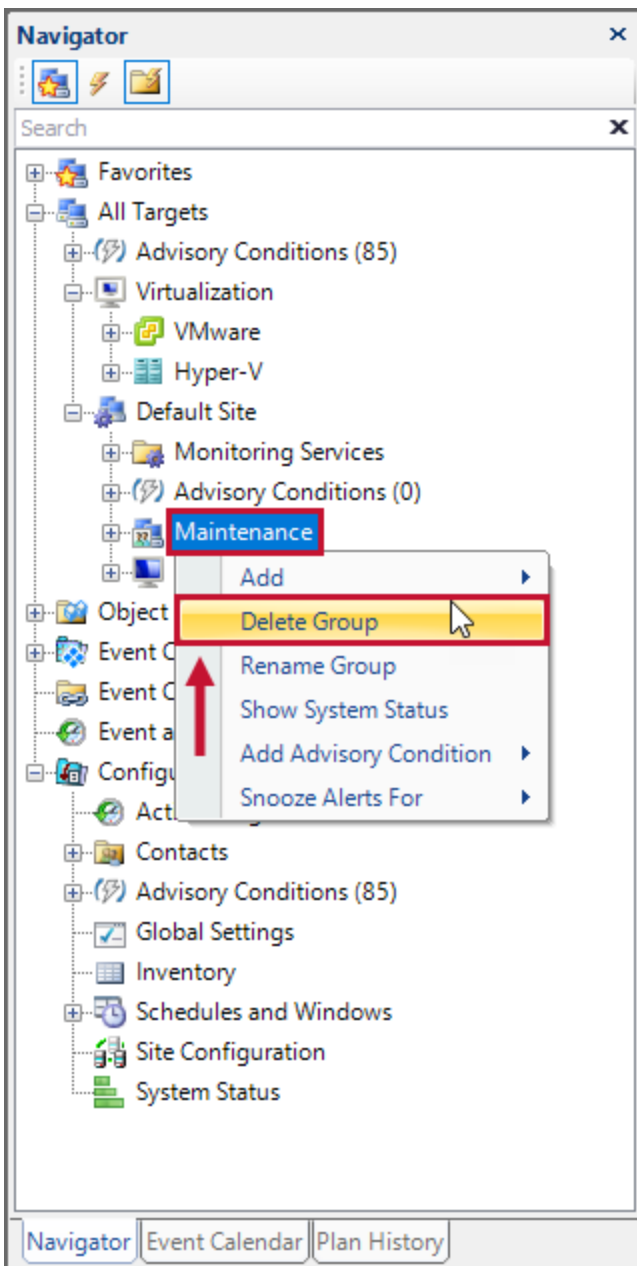 Navigator
Search
Favorites
All Targets
Advisory Conditions (85)
Virtualization
VMware
Hyper-V
Default Site
Monitoring Services
Advisory Conditions (0)
Maintenance
Add
Object
Delete Group
Event C
Rename Group
Event C
Show System Status
Event a
Add Advisory Condition
Configu
Snooze Alerts For
Act
Contacts
Advisory Conditions (85)
Global Settings
Inventory
Schedules and Windows
Site Configuration
System Status
Navigator Event Calendar Plan History